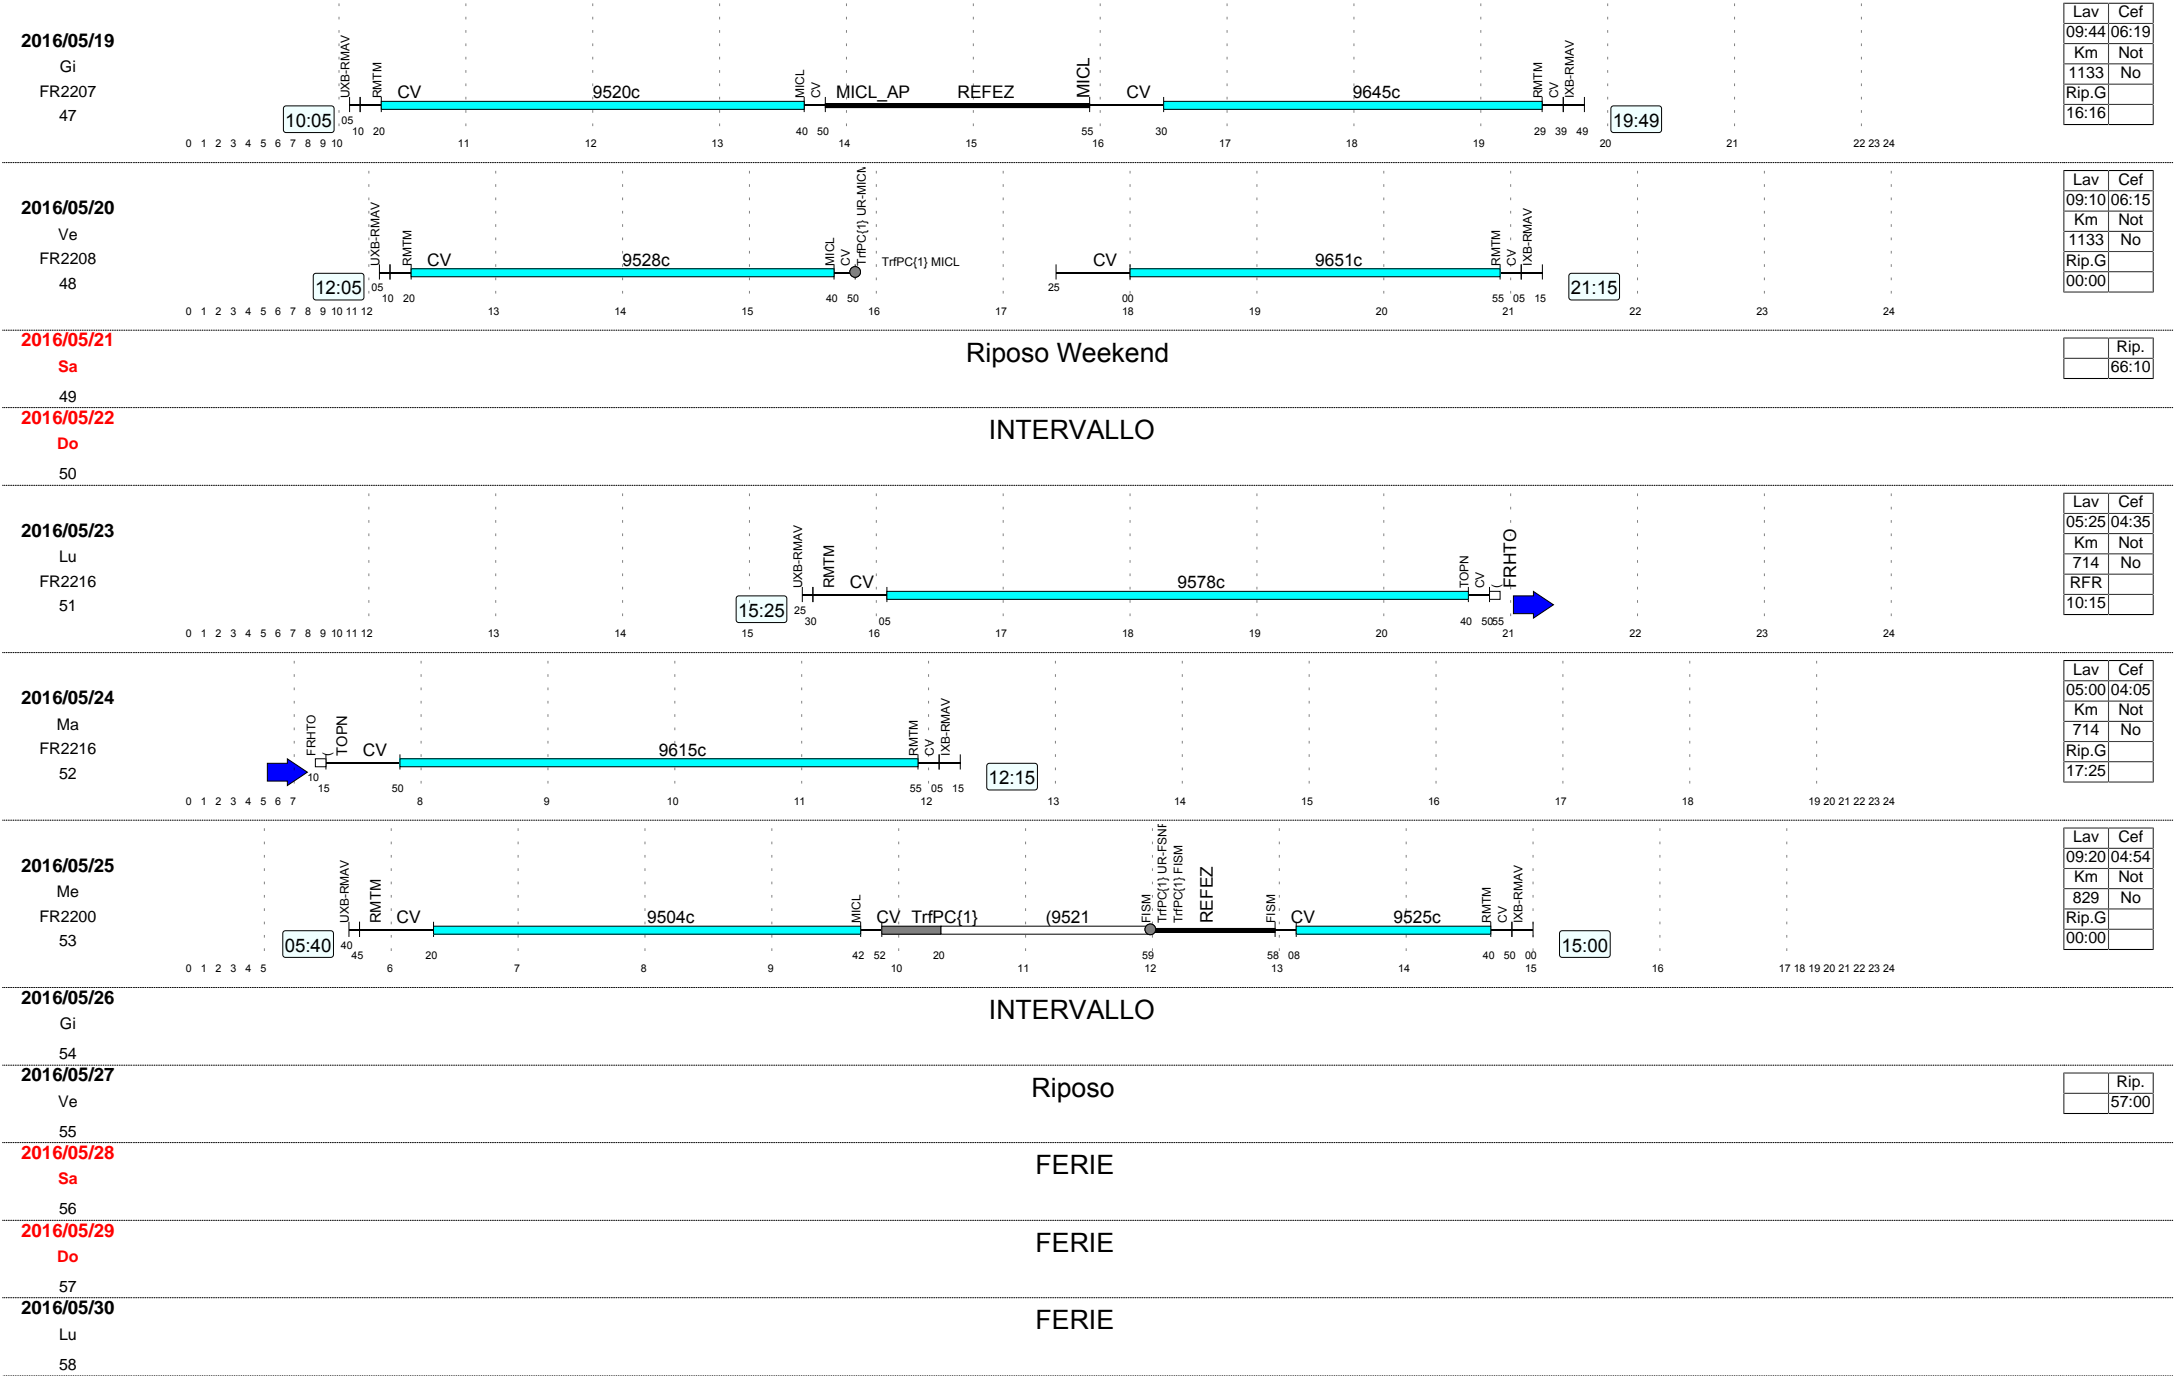 2016/05/19
Gi
FR2207
47
10:05
UXB-RMAV RMTM CV 9520c MICL CV MICL_AP REFEZ MICL CV 9645c RMTM CV IXB-RMAV
05 10 20 40 50 55 30 29 39 49
19:49
0 1 2 3 4 5 6 7 8 9 10 11 12 13 14 15 16 17 18 19 20 21 22 23 24
Lav Cef
09:44 06:19
Km Not
1133 No
Rip.G
16:16
2016/05/20
Ve
FR2208
48
12:05
UXB-RMAV RMTM CV 9528c MICL CV TrfPC{1} UR-MICM TrfPC{1} MICL CV 9651c RMTM CV IXB-RMAV
05 10 20 40 50 25 00 55 05 15
21:15
0 1 2 3 4 5 6 7 8 9 10 11 12 13 14 15 16 17 18 19 20 21 22 23 24
Lav Cef
09:10 06:15
Km Not
1133 No
Rip.G
00:00
2016/05/21
Sa
49
Riposo Weekend
Rip.
66:10
2016/05/22
Do
50
INTERVALLO
2016/05/23
Lu
FR2216
51
15:25
UXB-RMAV RMTM CV 9578c TOPN CV ( FRHTO
25 30 05 40 50 55
0 1 2 3 4 5 6 7 8 9 10 11 12 13 14 15 16 17 18 19 20 21 22 23 24
Lav Cef
05:25 04:35
Km Not
714 No
RFR
10:15
2016/05/24
Ma
FR2216
52
FRHTO ( TOPN CV 9615c RMTM CV IXB-RMAV
10 15 50 55 05 15
12:15
0 1 2 3 4 5 6 7 8 9 10 11 12 13 14 15 16 17 18 19 20 21 22 23 24
Lav Cef
05:00 04:05
Km Not
714 No
Rip.G
17:25
2016/05/25
Me
FR2200
53
05:40
UXB-RMAV RMTM CV 9504c MICL CV TrfPC{1} (9521 FISM TrfPC{1} UR-FSNF TrfPC{1} FISM REFEZ FISM CV 9525c RMTM CV IXB-RMAV
40 45 20 42 52 20 59 58 08 40 50 00
15:00
0 1 2 3 4 5 6 7 8 9 10 11 12 13 14 15 16 17 18 19 20 21 22 23 24
Lav Cef
09:20 04:54
Km Not
829 No
Rip.G
00:00
2016/05/26
Gi
54
INTERVALLO
2016/05/27
Ve
55
Riposo
Rip.
57:00
2016/05/28
Sa
56
FERIE
2016/05/29
Do
57
FERIE
2016/05/30
Lu
58
FERIE